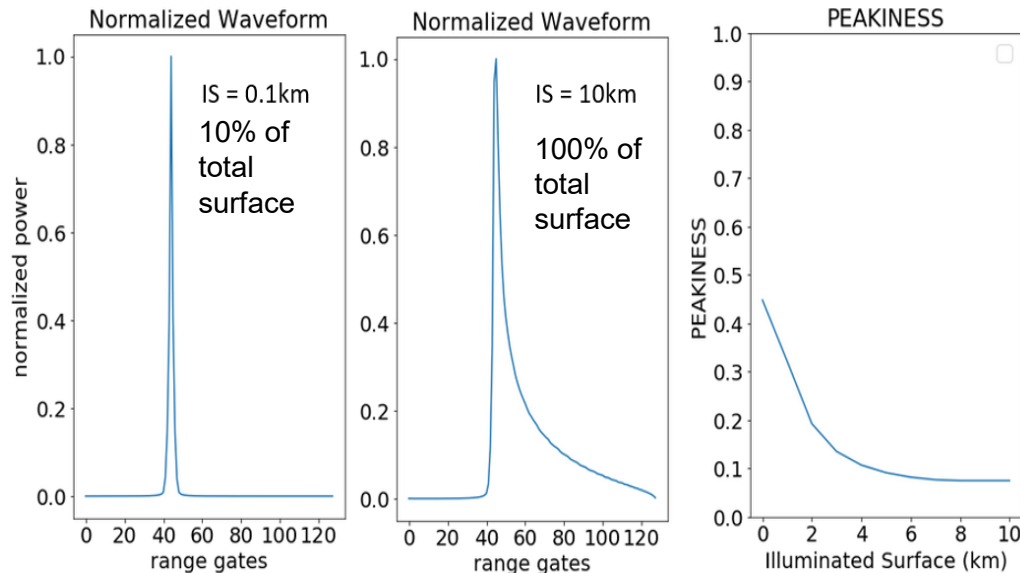 Normalized Waveform
1.0
0.8
0.6
0.4
0.2
0.0
normalized power
0 20 40 60 80 100 120
range gates
IS = 0.1km
10% of
total
surface
Normalized Waveform
1.0
0.8
0.6
0.4
0.2
0.0
0 20 40 60 80 100 120
range gates
IS = 10km
100% of
total
surface
PEAKINESS
1.0
0.9
0.8
0.7
0.6
0.5
0.4
0.3
0.2
0.1
0.0
PEAKINESS
0 2 4 6 8 10
Illuminated Surface (km)